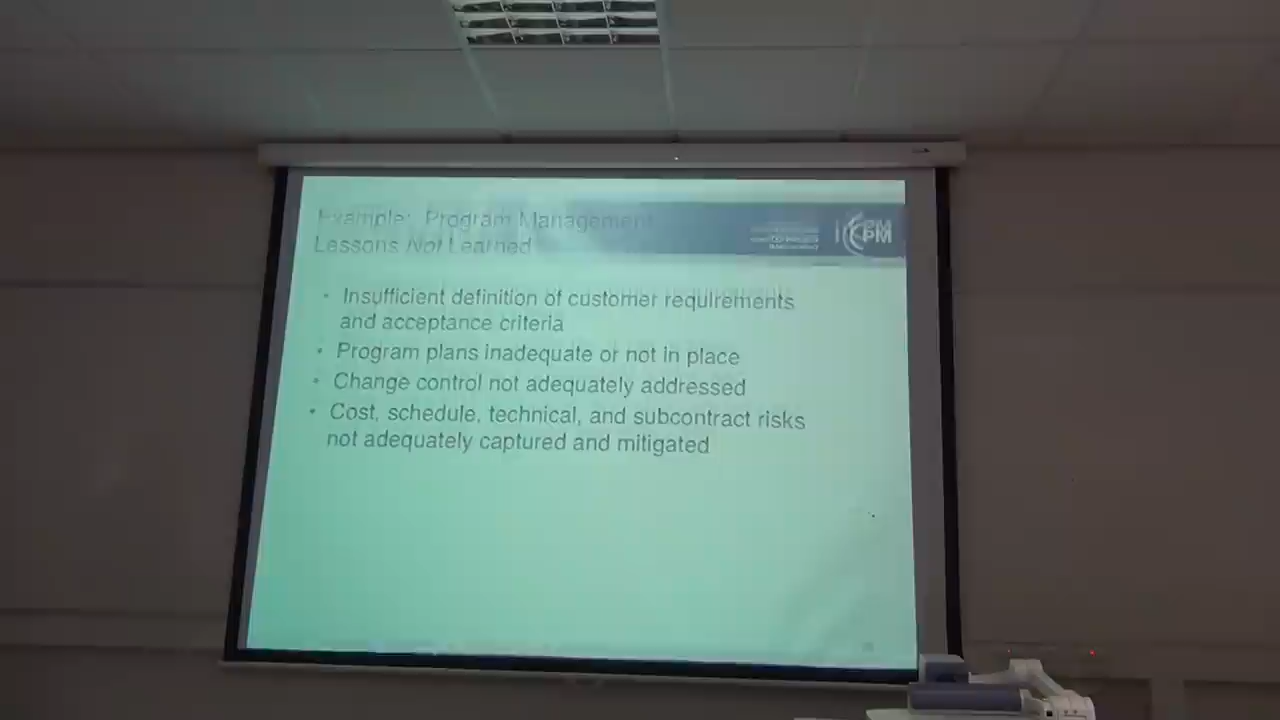 Example: Program Management
Lessons Not Learned
• Insufficient definition of customer requirements
and acceptance criteria
• Program plans inadequate or not in place
• Change control not adequately addressed
• Cost, schedule, technical, and subcontract risks
not adequately captured and mitigated
PM